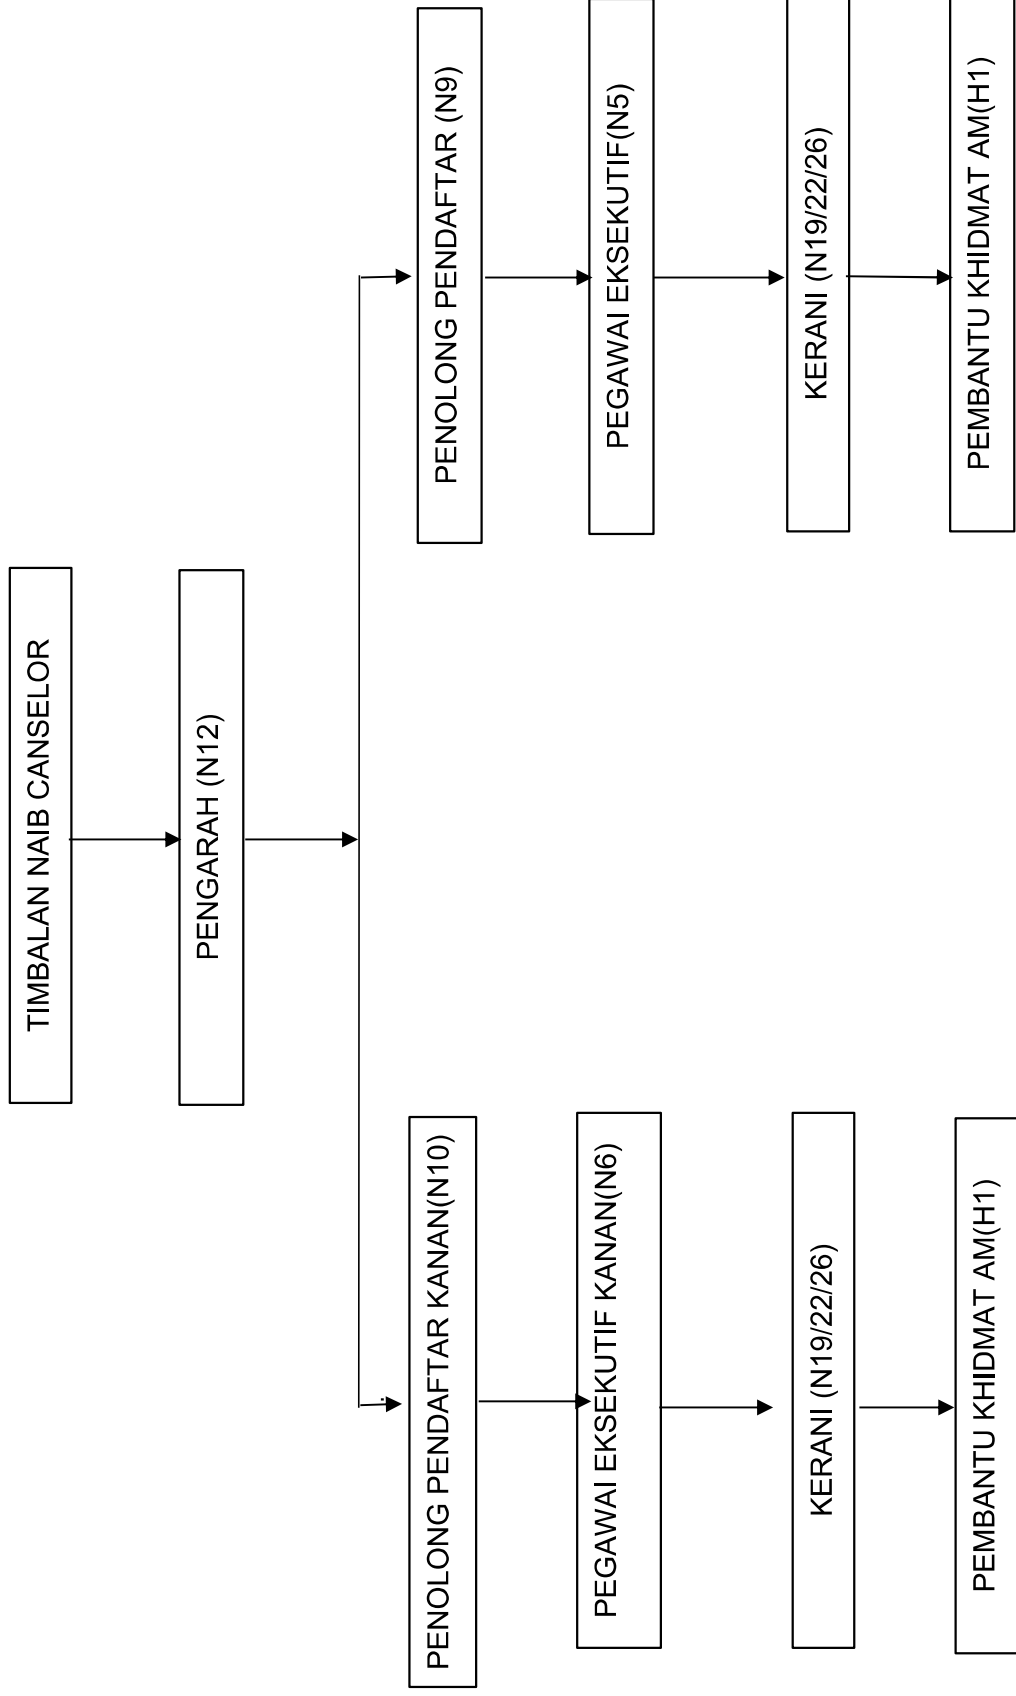 TIMBALAN NAIB CANSELOR
PENGARAH (N12)
PENOLONG PENDAFTAR KANAN(N10)
PENOLONG PENDAFTAR (N9)
PEGAWAI EKSEKUTIF KANAN(N6)
PEGAWAI EKSEKUTIF(N5)
KERANI (N19/22/26)
KERANI (N19/22/26)
PEMBANTU KHIDMAT AM(H1)
PEMBANTU KHIDMAT AM(H1)